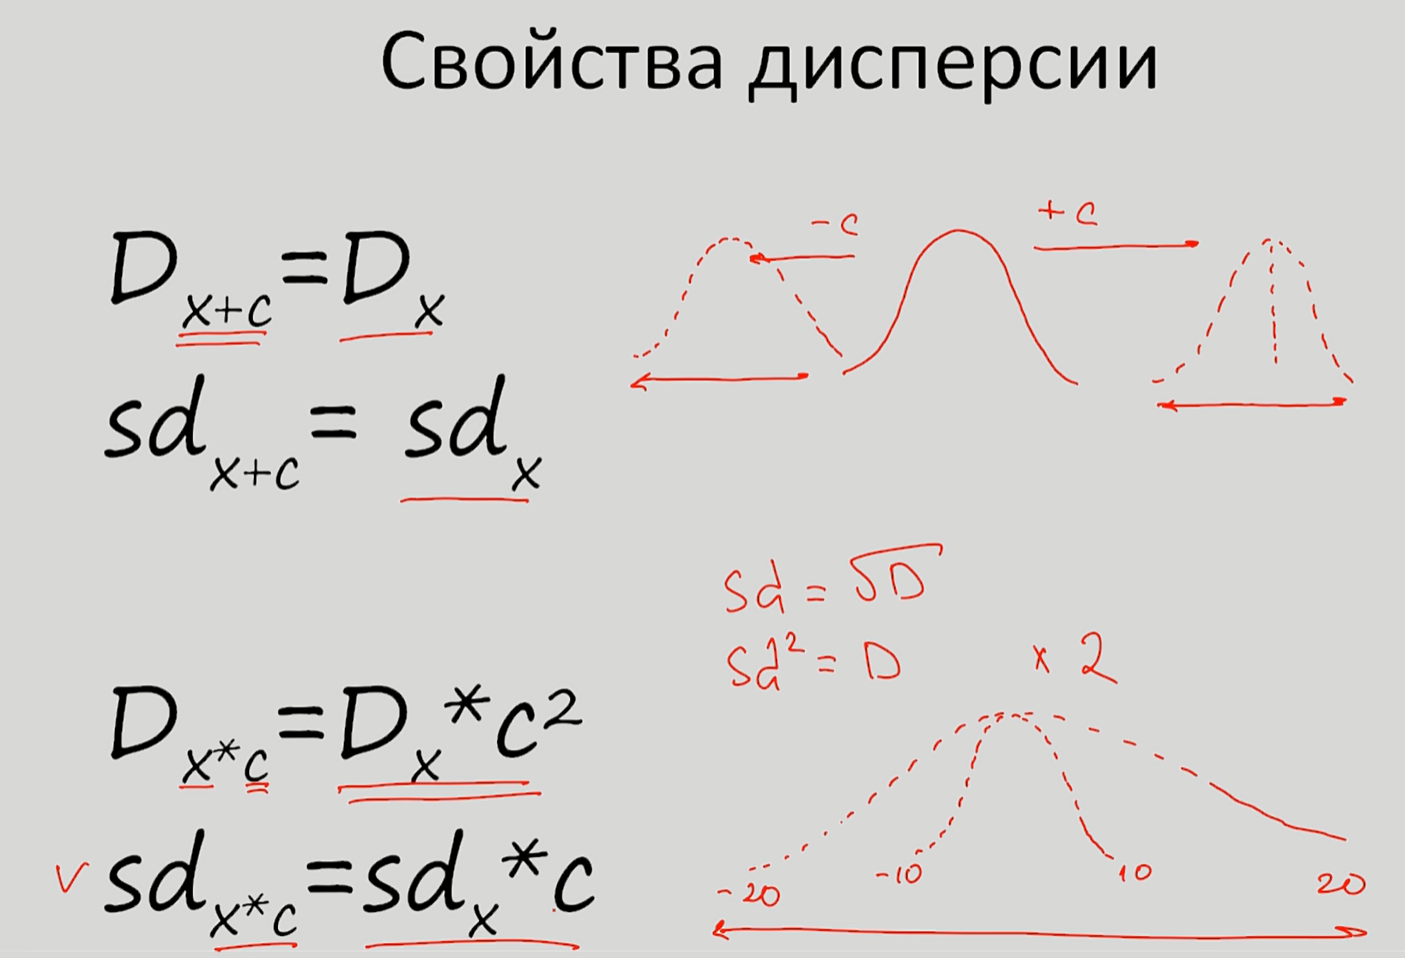 Свойства дисперсии
D_{x+c} = D_x
- c
+ c
sd_{x+c} = sd_x
sd = √D
sd² = D
x 2
D_{x*c} = D_x * c²
v sd_{x*c} = sd_x * c
- 20
-10
10
20